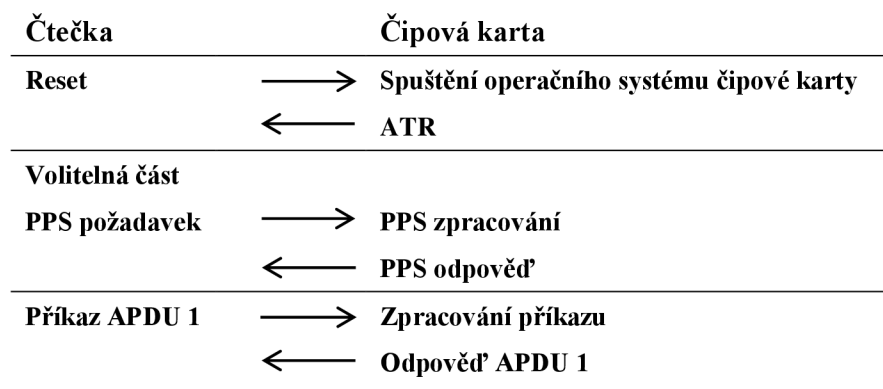 Čtečka Čipová karta
Reset Spuštění operačního systému čipové karty
ATR
Volitelná část
PPS požadavek PPS zpracování
PPS odpověď
Příkaz APDU 1 Zpracování příkazu
Odpověď APDU 1